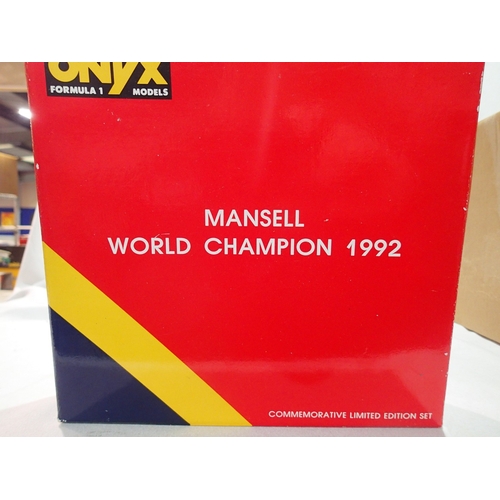 ONYX
FORMULA 1 MODELS
MANSELL
WORLD CHAMPION 1992
COMMEMORATIVE LIMITED EDITION SET